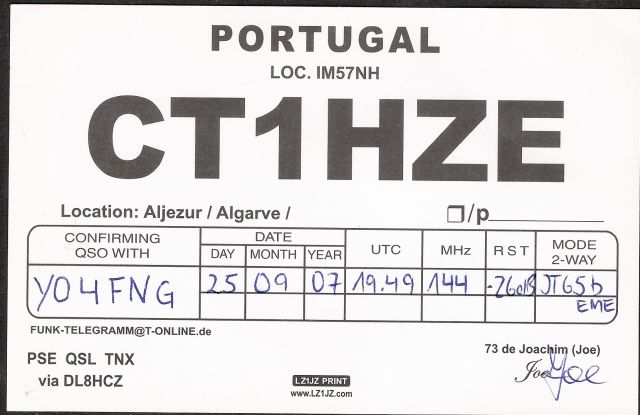 PORTUGAL
LOC. IM57NH
CT1HZE
Location: Aljezur / Algarve /
/p
CONFIRMING QSO WITH
DATE
DAY MONTH YEAR
UTC
MHz
RST
MODE 2-WAY
YO4FNG 25 09 07 19.49 144 -26dB JT65b
EME
FUNK-TELEGRAMM@T-ONLINE.de
PSE QSL TNX
via DL8HCZ
LZ1JZ PRINT
www.LZ1JZ.com
73 de Joachim (Joe)
Joe Joe